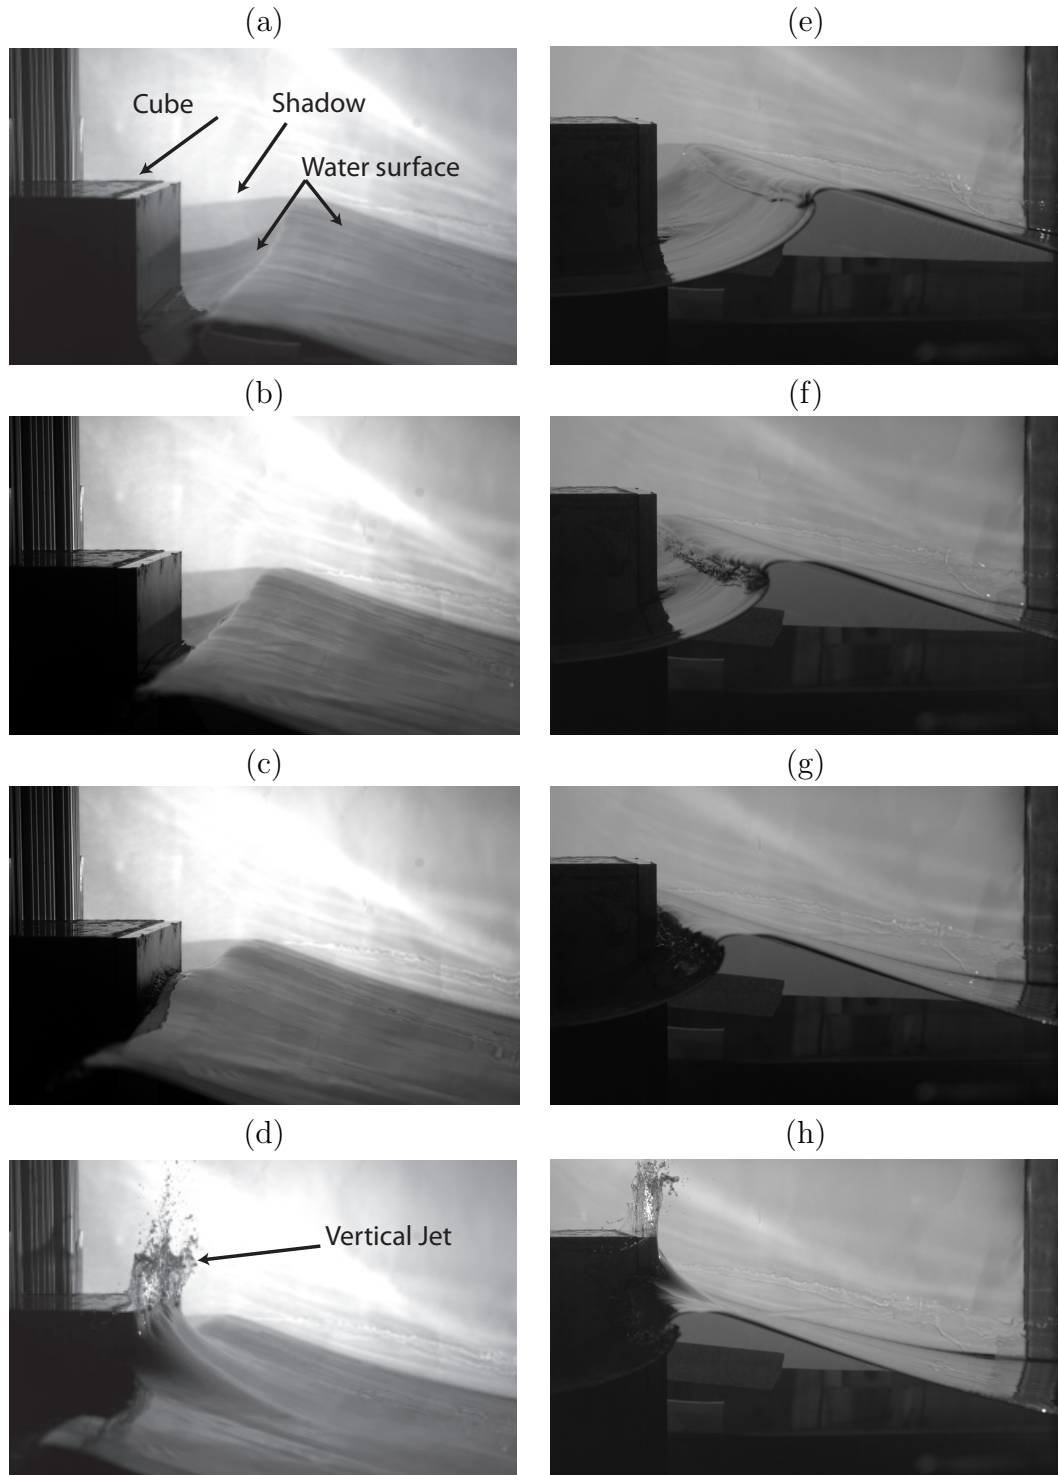 (a)
(e)
Cube
Shadow
Water surface
(b)
(f)
(c)
(g)
(d)
(h)
Vertical Jet